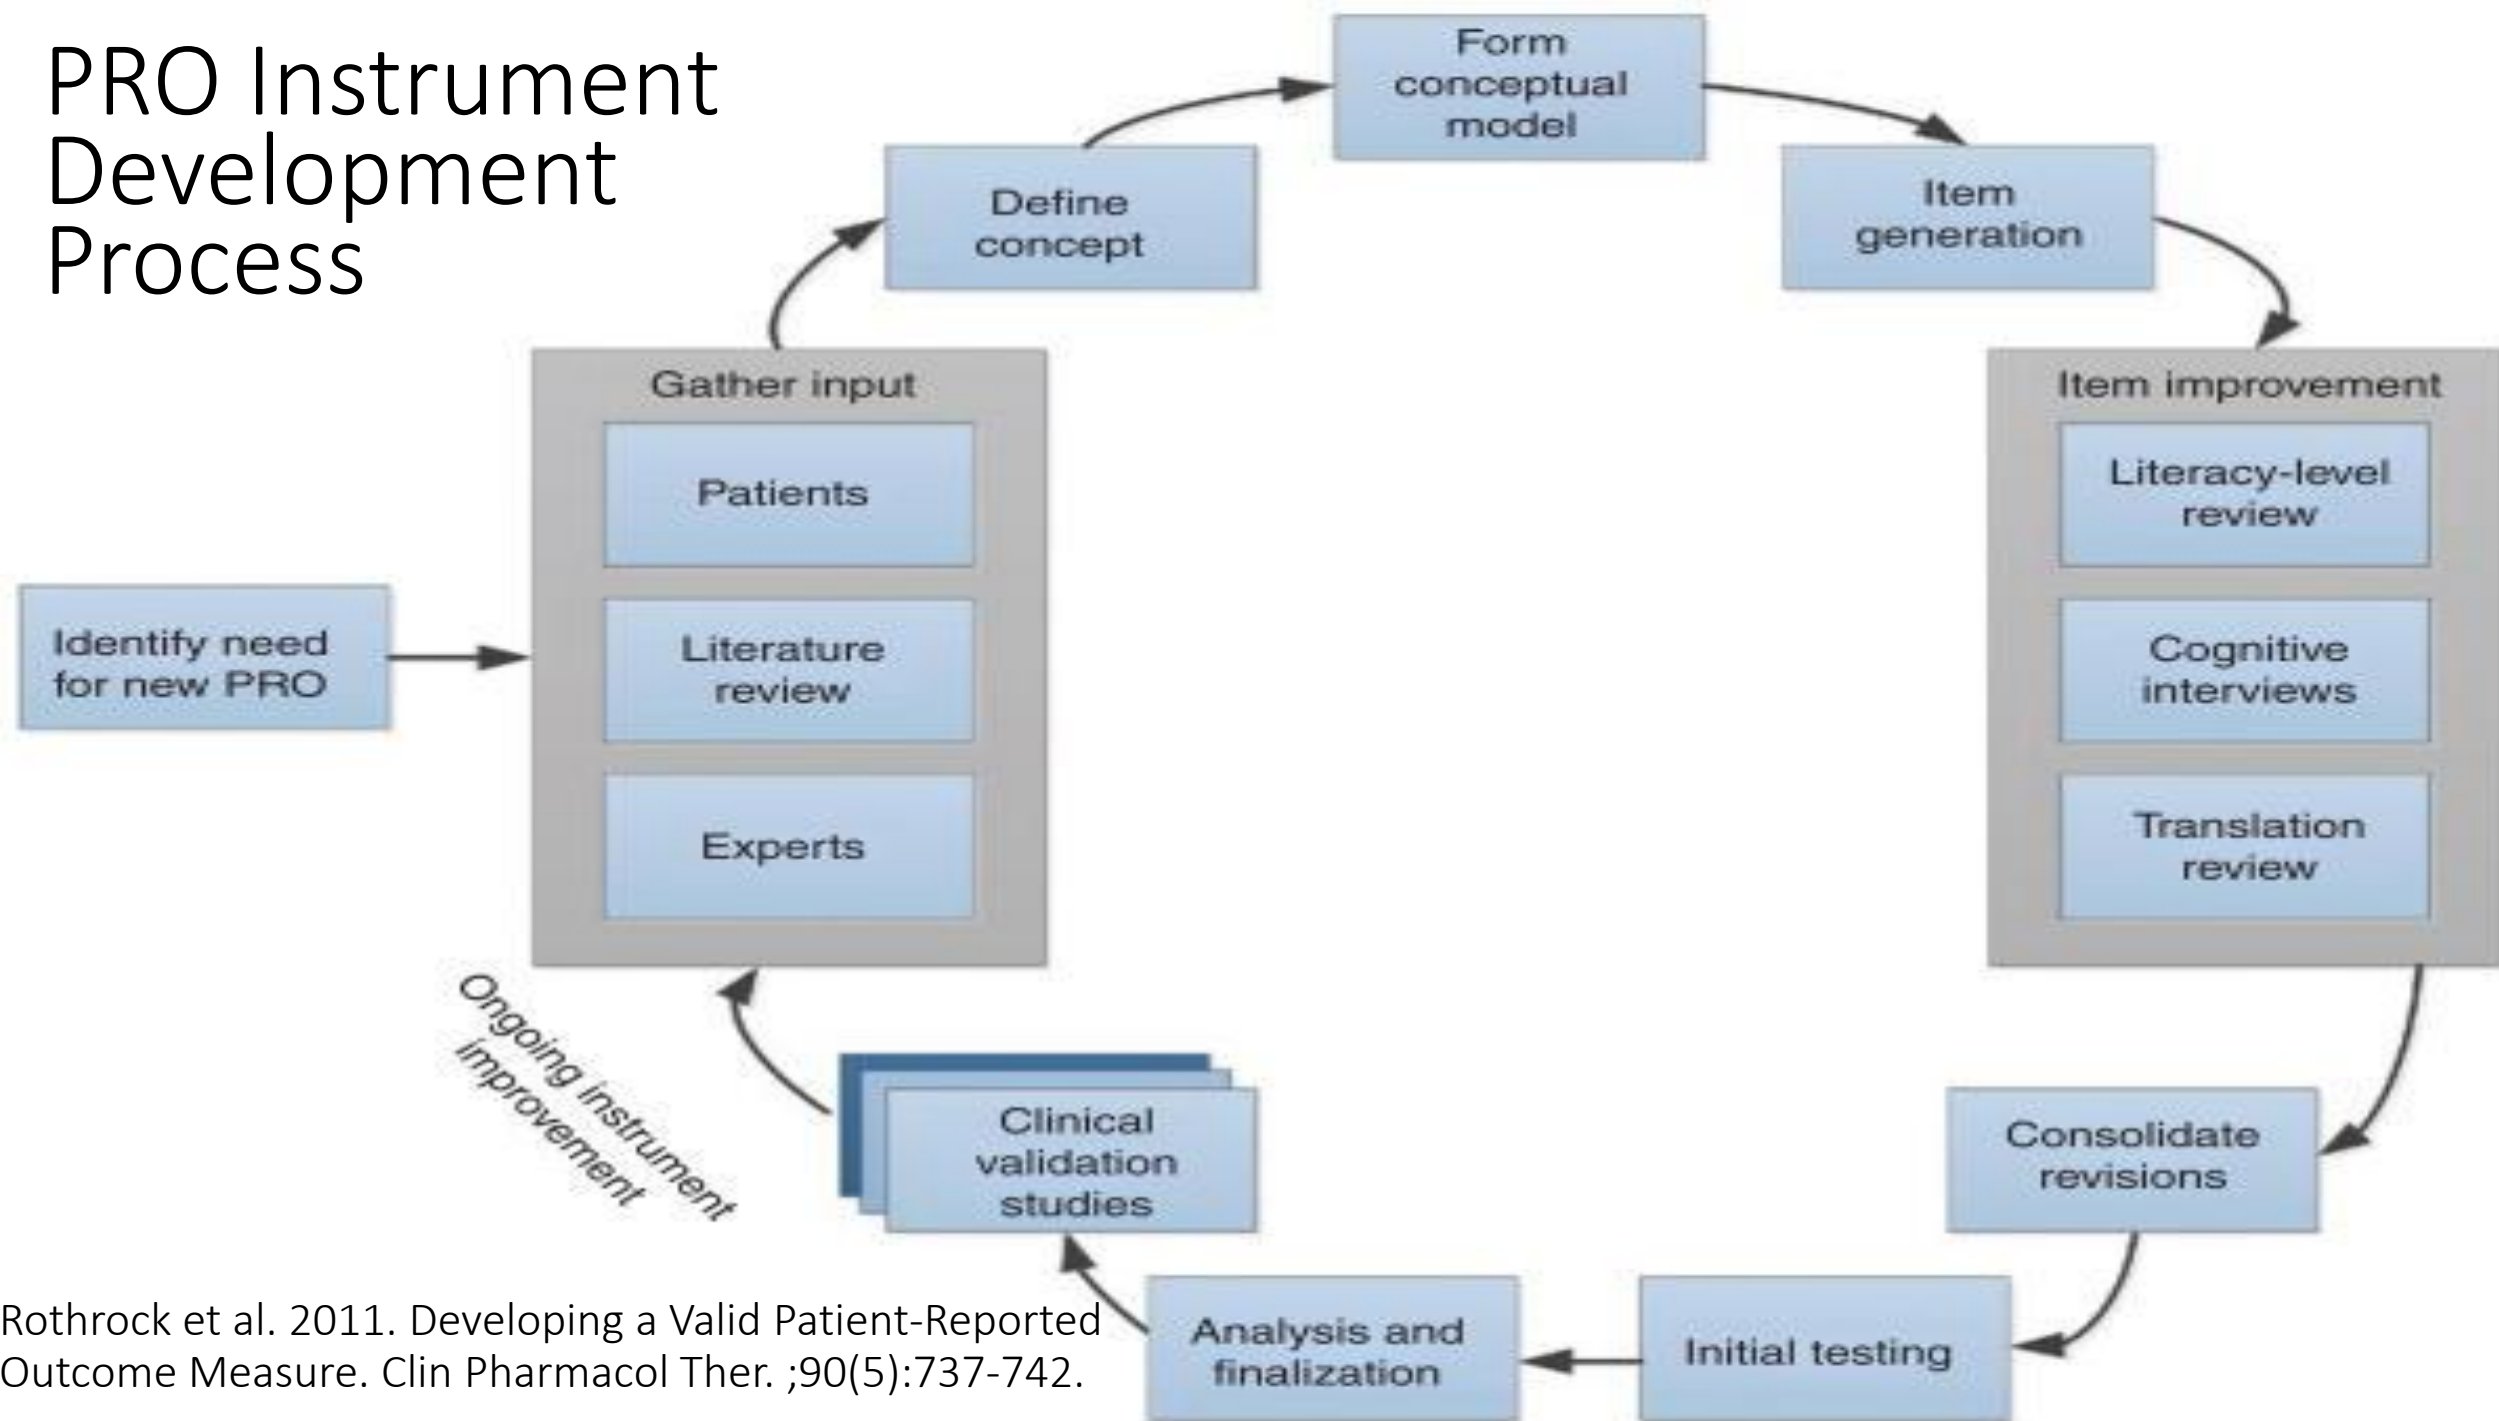 PRO Instrument
Development
Process
Form
conceptual
model
Define
concept
Item
generation
Gather input
Patients
Literature
review
Experts
Item improvement
Literacy-level
review
Cognitive
interviews
Translation
review
Identify need
for new PRO
Ongoing instrument
improvement
Clinical
validation
studies
Consolidate
revisions
Analysis and
finalization
Initial testing
Rothrock et al. 2011. Developing a Valid Patient-Reported
Outcome Measure. Clin Pharmacol Ther. ;90(5):737-742.